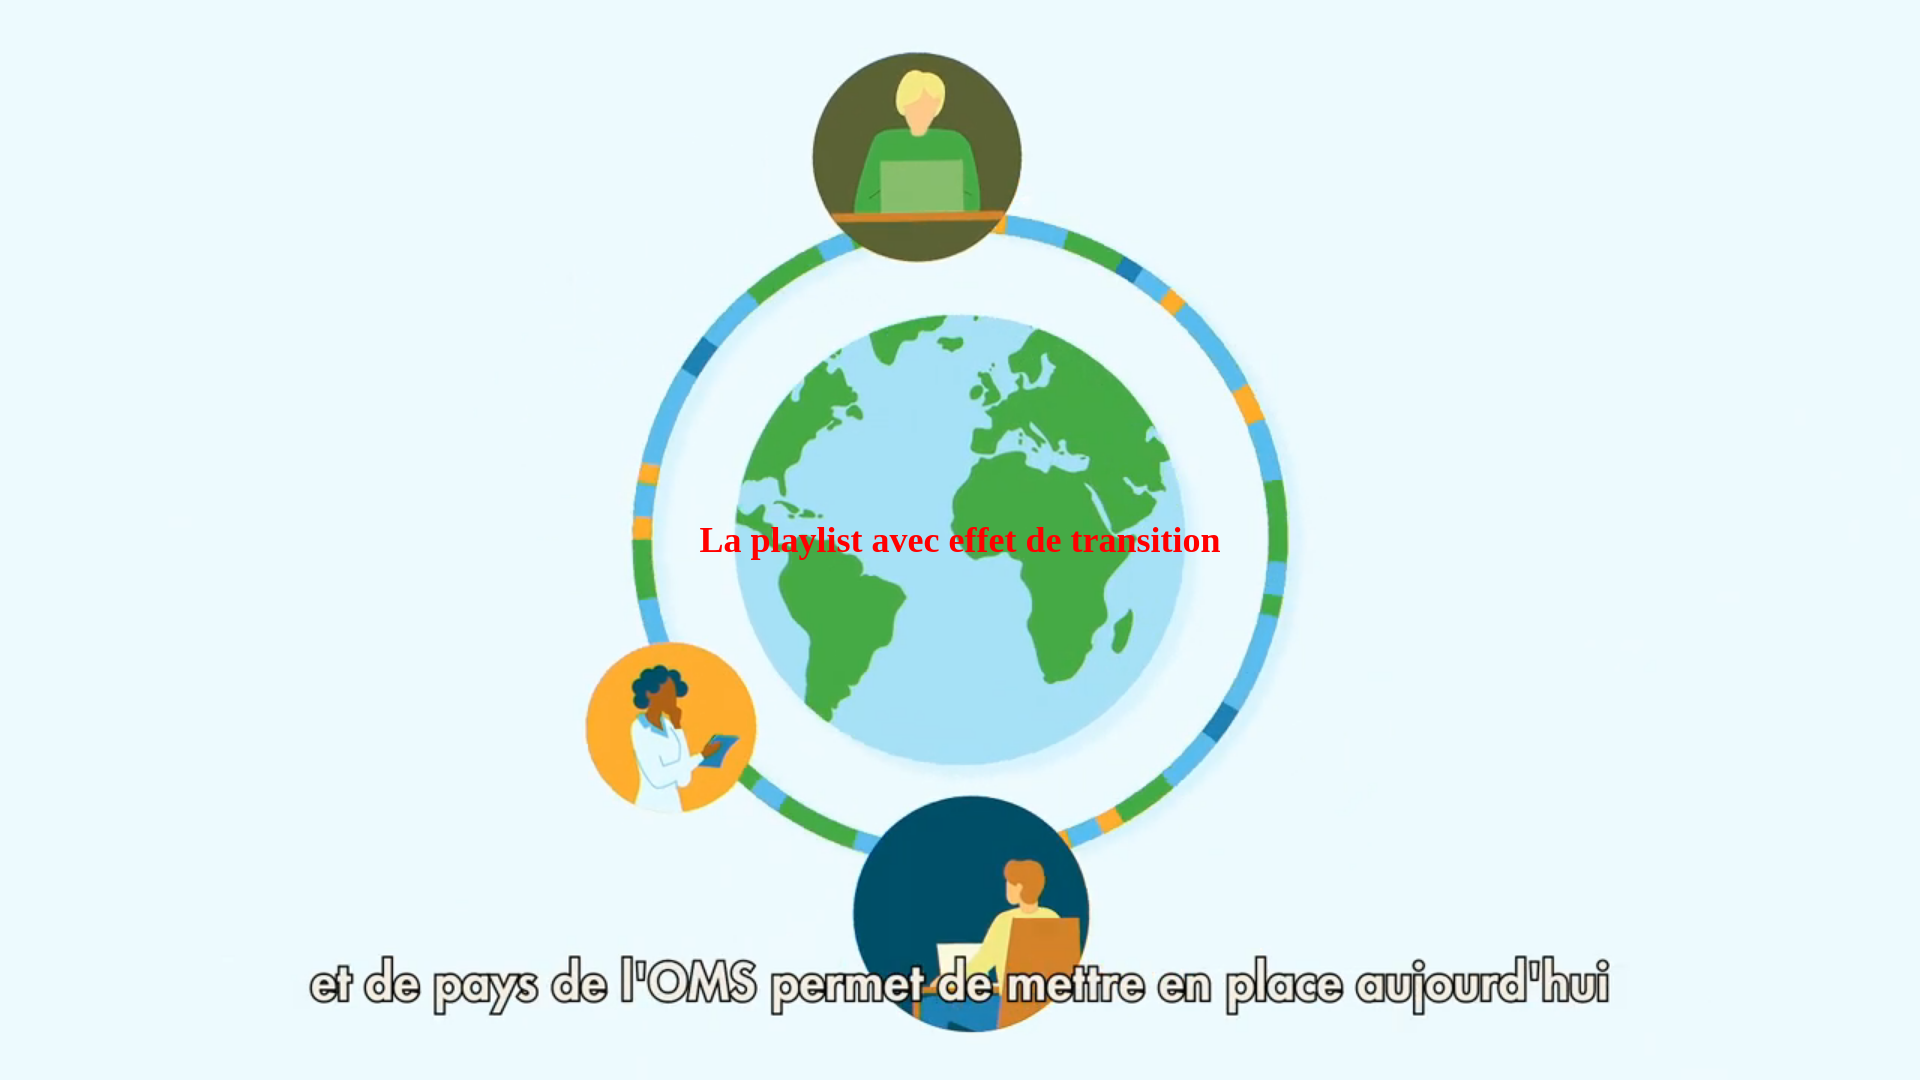 La playlist avec effet de transition
et de pays de l'OMS permet de mettre en place aujourd'hui